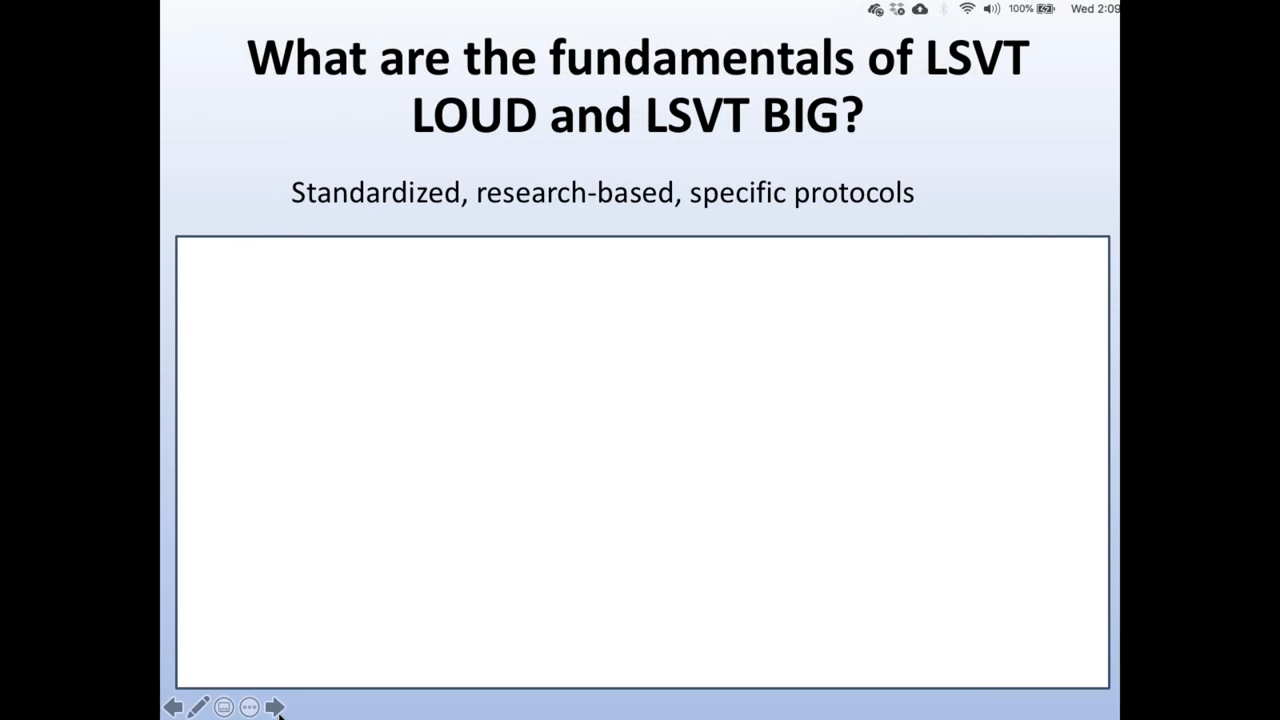 100% Wed 2:09
What are the fundamentals of LSVT
LOUD and LSVT BIG?
Standardized, research-based, specific protocols